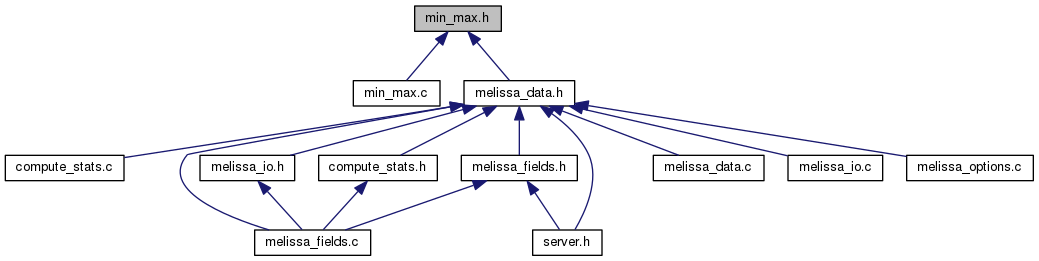 min_max.h
min_max.c
melissa_data.h
compute_stats.c
melissa_io.h
compute_stats.h
melissa_fields.h
melissa_data.c
melissa_io.c
melissa_options.c
melissa_fields.c
server.h